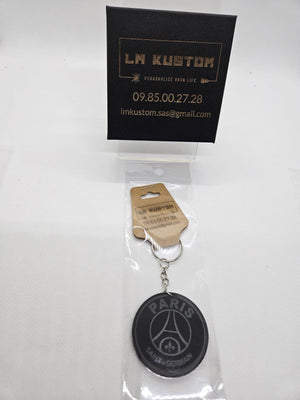 LM KUSTOM
PERSONALIZE YOUR LIFE
09.85.00.27.28
lmkustom.sas@gmail.com
LM KUSTOM
PARIS
SAINT-GERMAIN